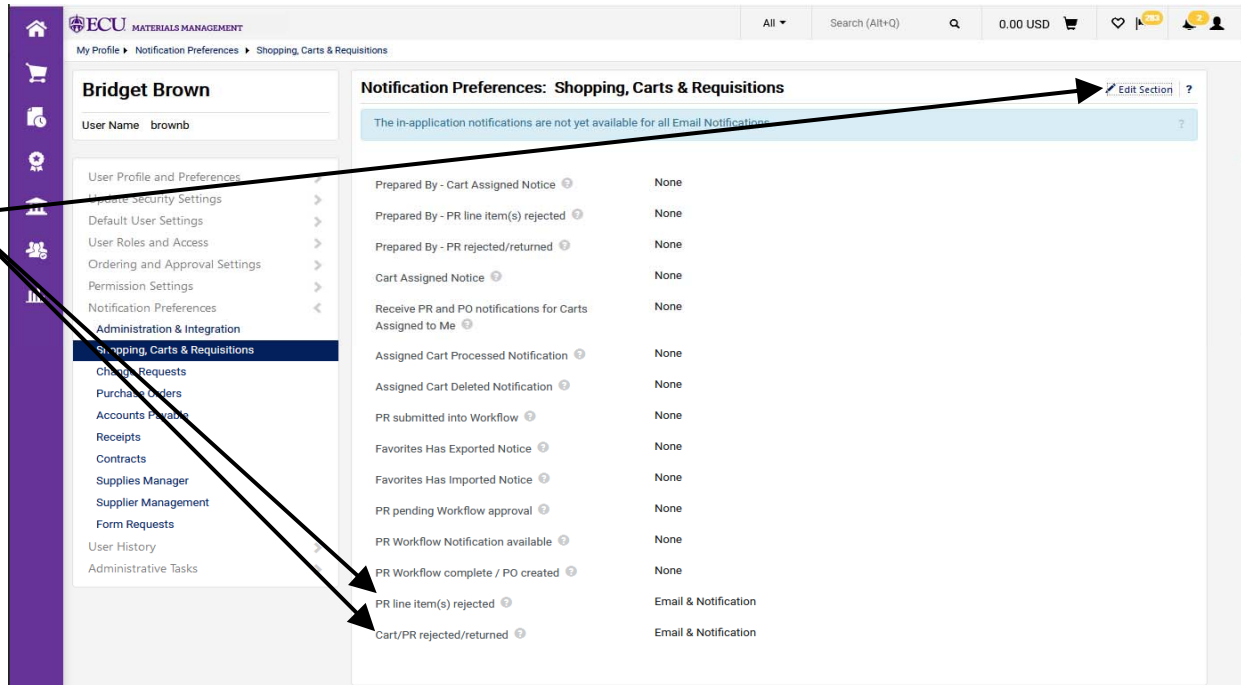 ECU MATERIALS MANAGEMENT
All
Search (Alt+Q)
0.00 USD
283
2
My Profile
Notification Preferences
Shopping, Carts & Requisitions
Bridget Brown
User Name brownb
User Profile and Preferences
Update Security Settings
Default User Settings
User Roles and Access
Ordering and Approval Settings
Permission Settings
Notification Preferences
Administration & Integration
Shopping, Carts & Requisitions
Change Requests
Purchase Orders
Accounts Payable
Receipts
Contracts
Supplies Manager
Supplier Management
Form Requests
User History
Administrative Tasks
Notification Preferences: Shopping, Carts & Requisitions
Edit Section
?
The in-application notifications are not yet available for all Email Notifications
?
Prepared By - Cart Assigned Notice ? None
Prepared By - PR line item(s) rejected ? None
Prepared By - PR rejected/returned ? None
Cart Assigned Notice ? None
Receive PR and PO notifications for Carts None
Assigned to Me ?
Assigned Cart Processed Notification ? None
Assigned Cart Deleted Notification ? None
PR submitted into Workflow ? None
Favorites Has Exported Notice ? None
Favorites Has Imported Notice ? None
PR pending Workflow approval ? None
PR Workflow Notification available ? None
PR Workflow complete / PO created ? None
PR line item(s) rejected ? Email & Notification
Cart/PR rejected/returned ? Email & Notification